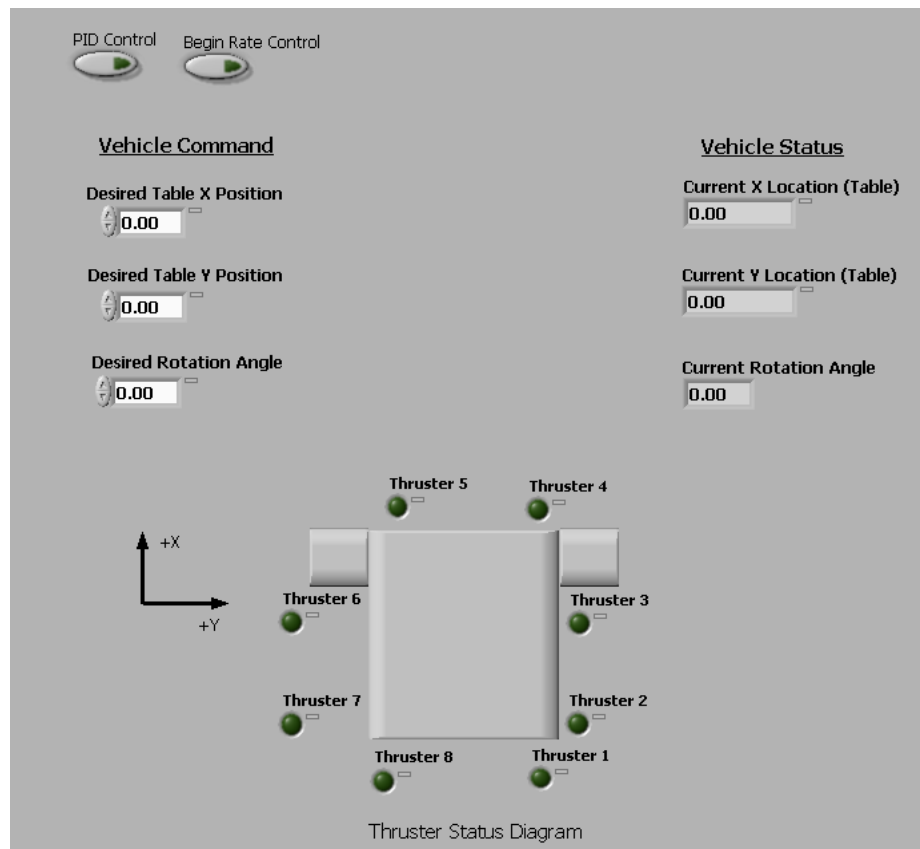 PID Control
Begin Rate Control
Vehicle Command
Vehicle Status
Desired Table X Position
0.00
Current X Location (Table)
0.00
Desired Table Y Position
0.00
Current Y Location (Table)
0.00
Desired Rotation Angle
0.00
Current Rotation Angle
0.00
Thruster 5
Thruster 4
+X
+Y
Thruster 6
Thruster 3
Thruster 7
Thruster 2
Thruster 8
Thruster 1
Thruster Status Diagram